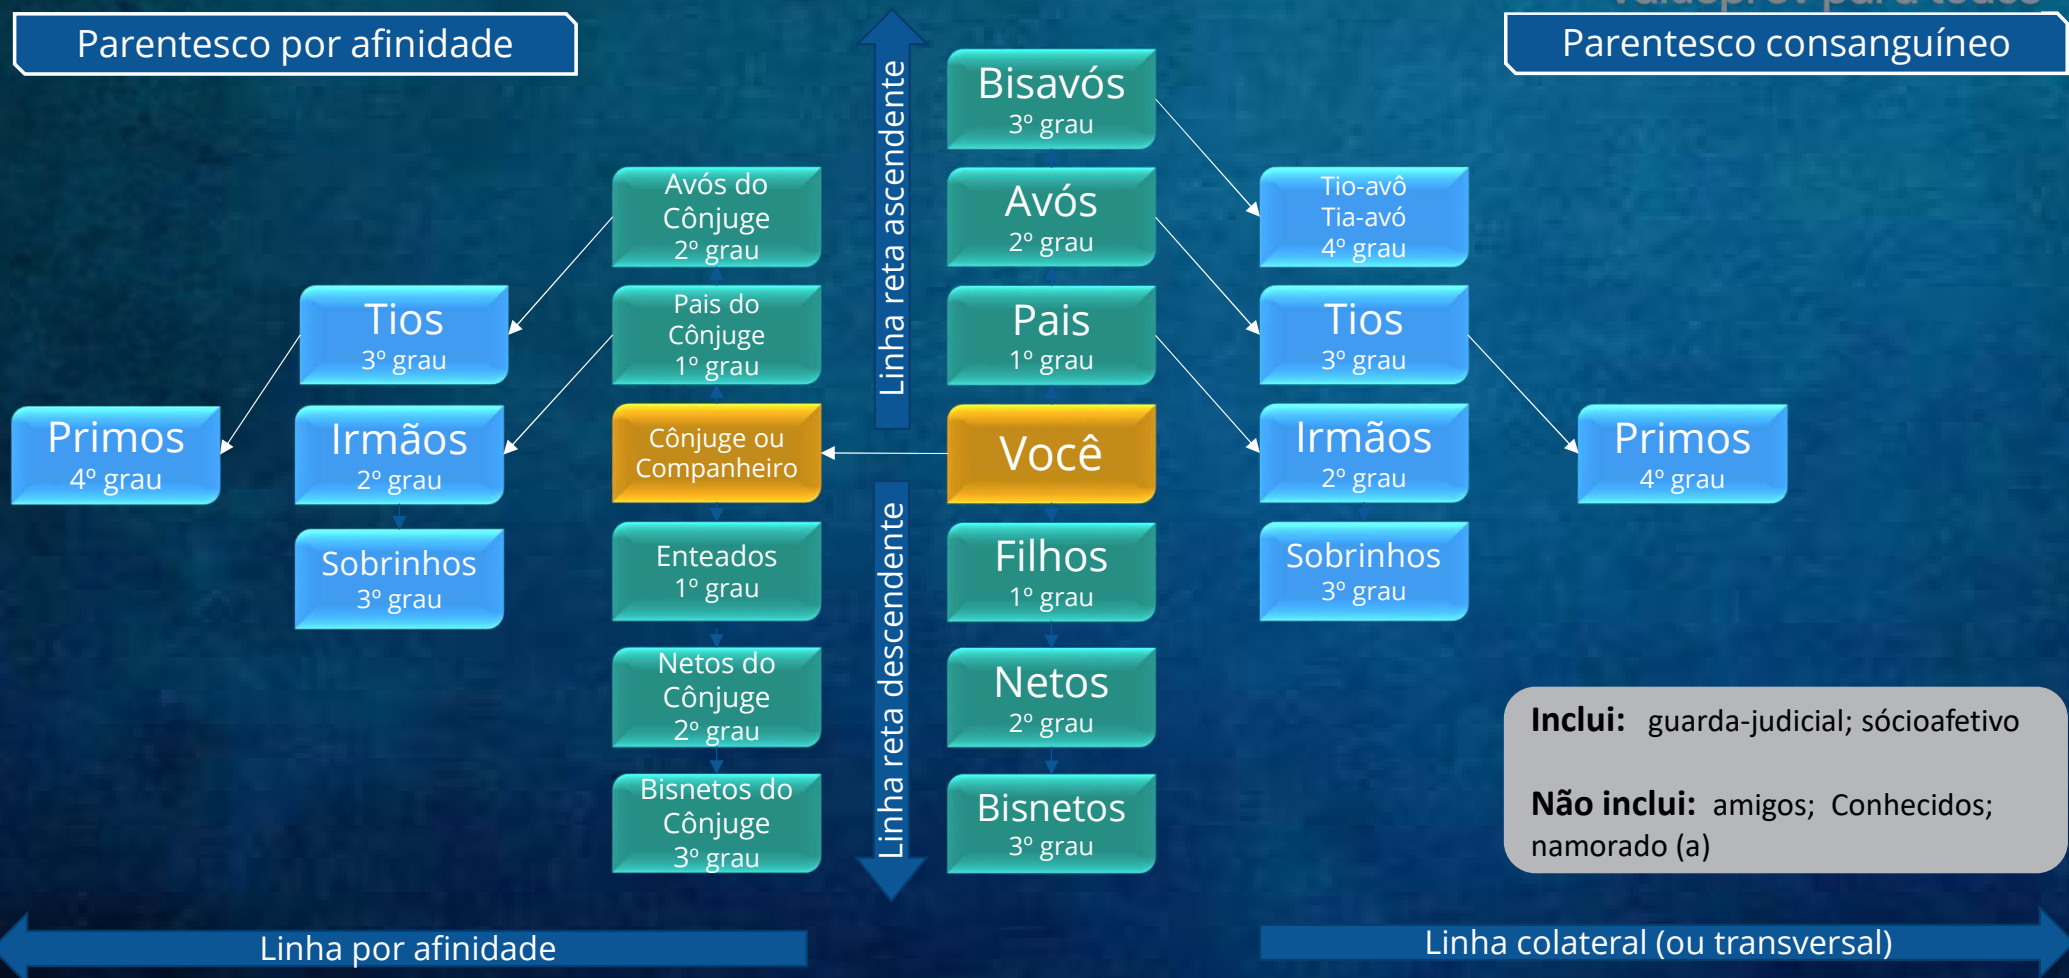 Parentesco por afinidade
Parentesco consanguíneo
Linha reta ascendente
Bisavós
3º grau
Avós do
Cônjuge
2º grau
Avós
2º grau
Tio-avô
Tia-avó
4º grau
Tios
3º grau
Pais do
Cônjuge
1º grau
Pais
1º grau
Tios
3º grau
Primos
4º grau
Irmãos
2º grau
Cônjuge ou
Companheiro
Você
Irmãos
2º grau
Primos
4º grau
Linha reta descendente
Sobrinhos
3º grau
Enteados
1º grau
Filhos
1º grau
Sobrinhos
3º grau
Netos do
Cônjuge
2º grau
Netos
2º grau
Bisnetos do
Cônjuge
3º grau
Bisnetos
3º grau
Inclui: guarda-judicial; sócioafetivo
Não inclui: amigos; Conhecidos;
namorado (a)
Linha por afinidade
Linha colateral (ou transversal)